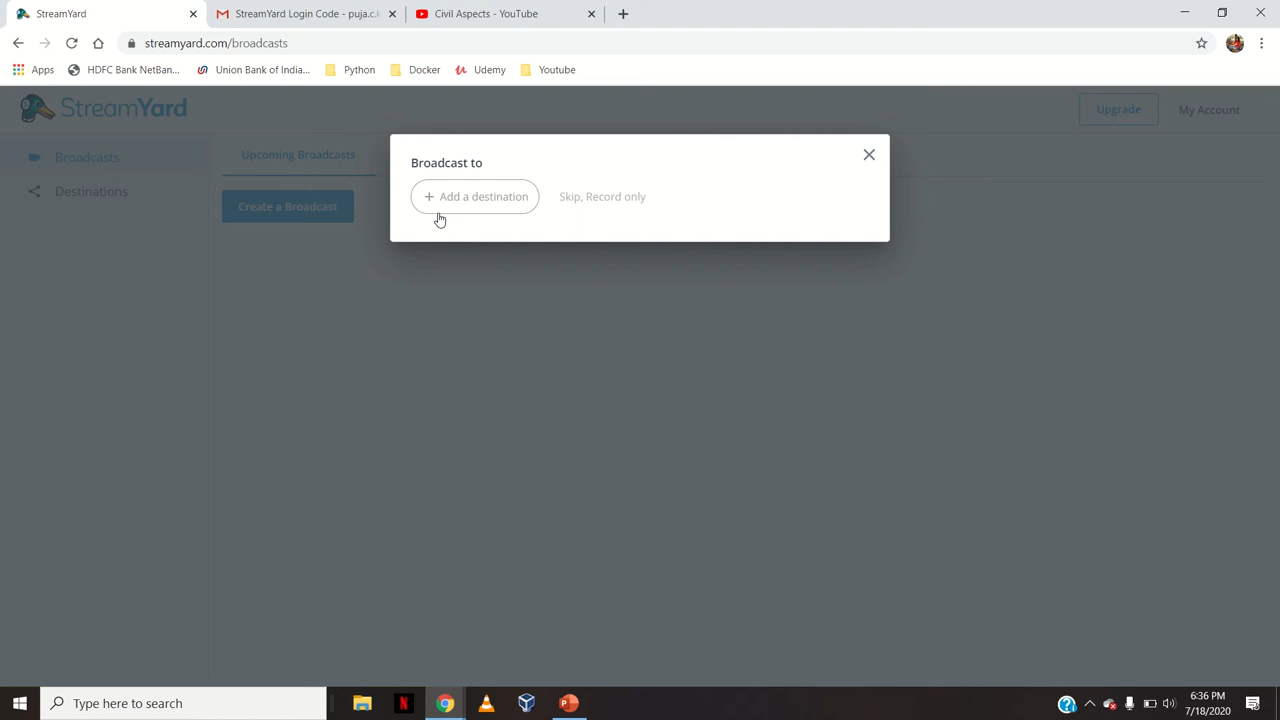 StreamYard
StreamYard Login Code - puja.c.k
Civil Aspects - YouTube
streamyard.com/broadcasts
Apps
HDFC Bank NetBan...
Union Bank of India...
Python
Docker
Udemy
Youtube
StreamYard
Upgrade
My Account
Broadcasts
Destinations
Upcoming Broadcasts
Create a Broadcast
Broadcast to
+ Add a destination
Skip, Record only
Type here to search
6:36 PM
7/18/2020